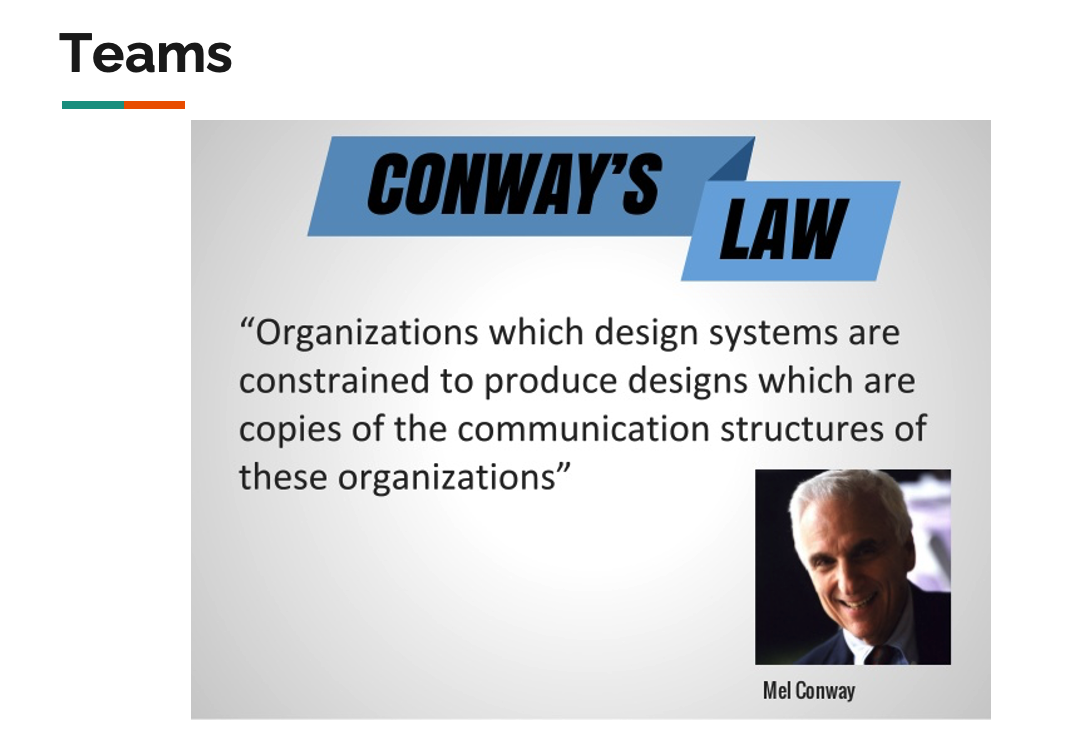 Teams
CONWAY’S
LAW
“Organizations which design systems are
constrained to produce designs which are
copies of the communication structures of
these organizations”
Mel Conway